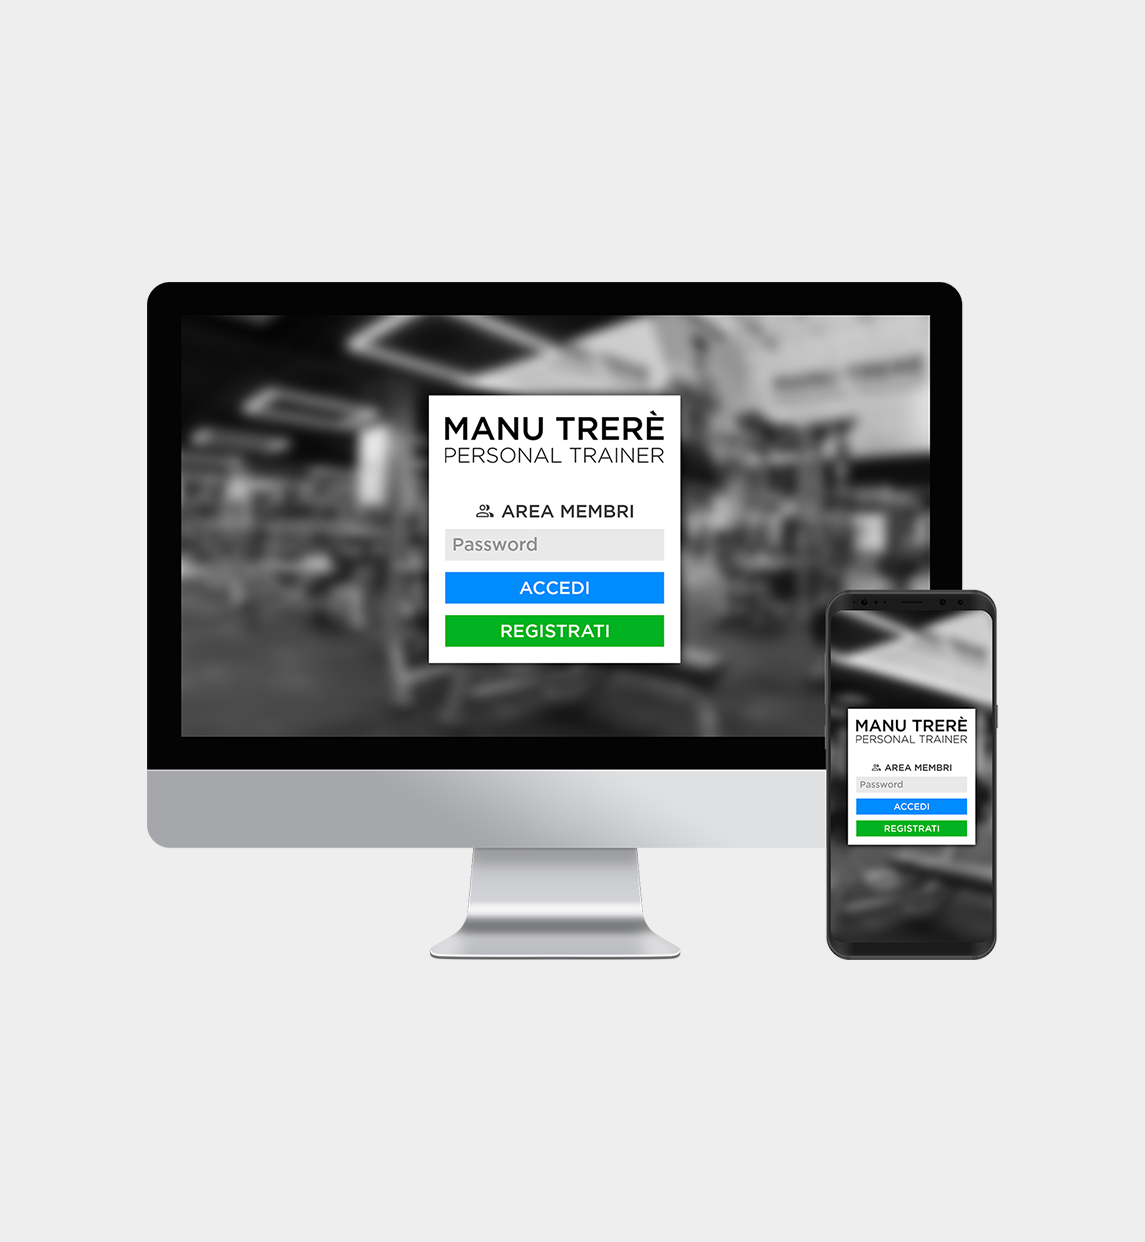 MANU TRERÈ
PERSONAL TRAINER
AREA MEMBRI
Password
ACCEDI
REGISTRATI
MANU TRERÈ
PERSONAL TRAINER
AREA MEMBRI
Password
ACCEDI
REGISTRATI